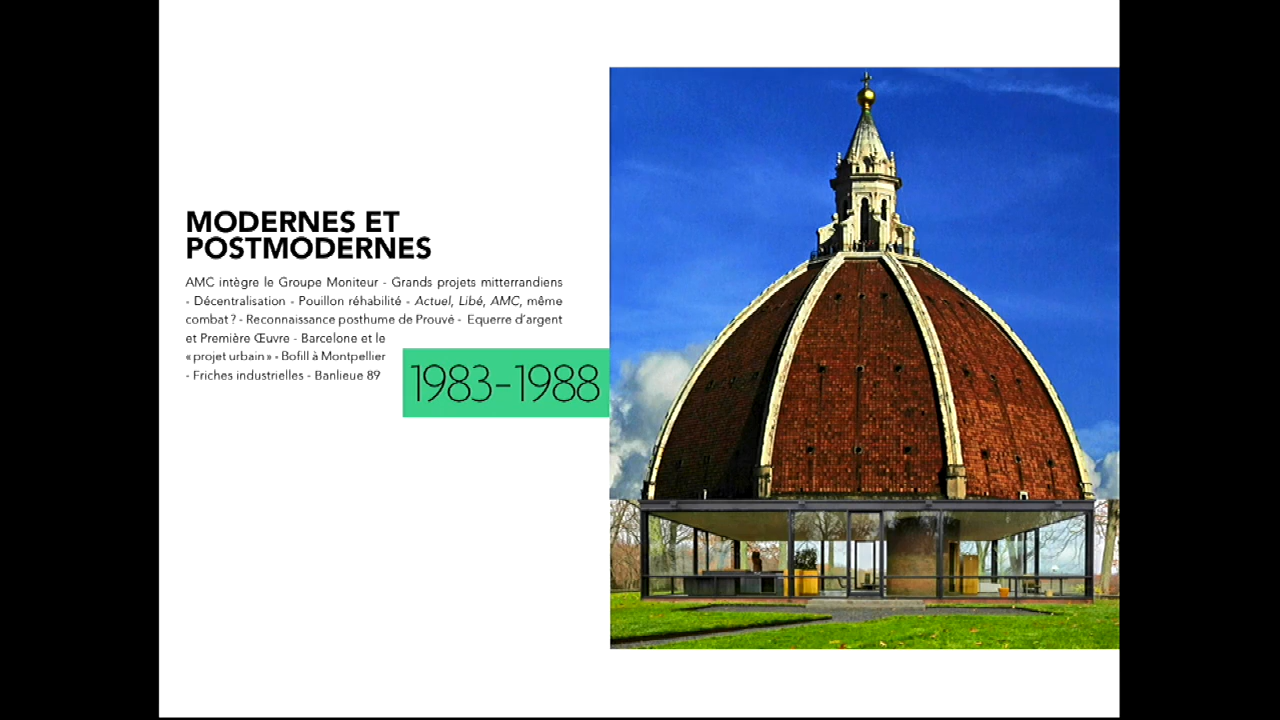 MODERNES ET
POSTMODERNES
AMC intègre le Groupe Moniteur - Grands projets mitterrandiens
- Décentralisation - Pouillon réhabilité - Actuel, Libé, AMC, même
combat ? - Reconnaissance posthume de Prouvé - Equerre d'argent
et Première Œuvre - Barcelone et le
« projet urbain » - Bofill à Montpellier
- Friches industrielles - Banlieue 89
1983-1988